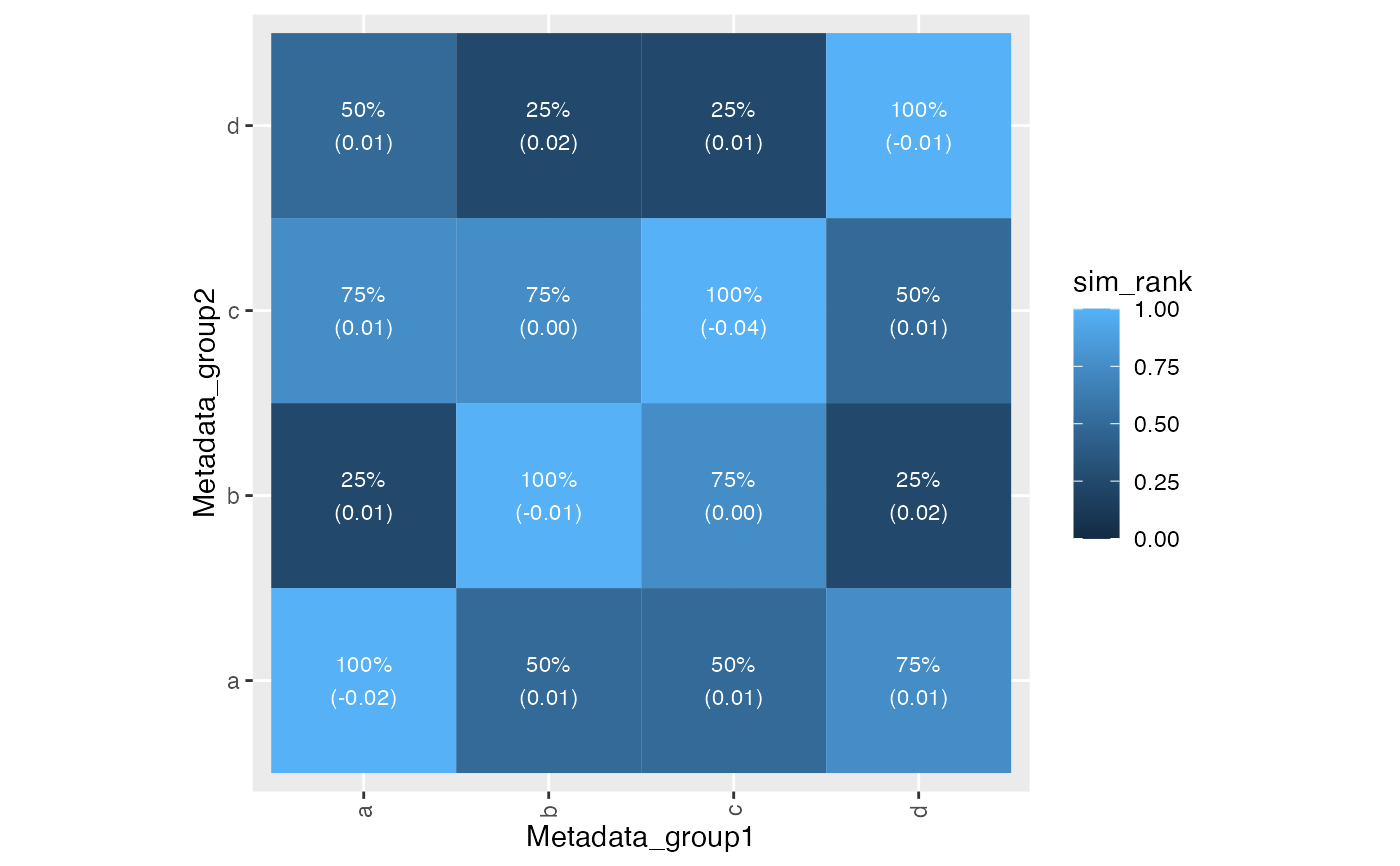 50% 25% 25% 100%
d (0.01) (0.02) (0.01) (-0.01)
75% 75% 100% 50%
c (0.01) (0.00) (-0.04) (0.01)
25% 100% 75% 25%
b (0.01) (-0.01) (0.00) (0.02)
100% 50% 50% 75%
a (-0.02) (0.01) (0.01) (0.01)
Metadata_group2
a b c d
Metadata_group1
sim_rank
1.00
0.75
0.50
0.25
0.00